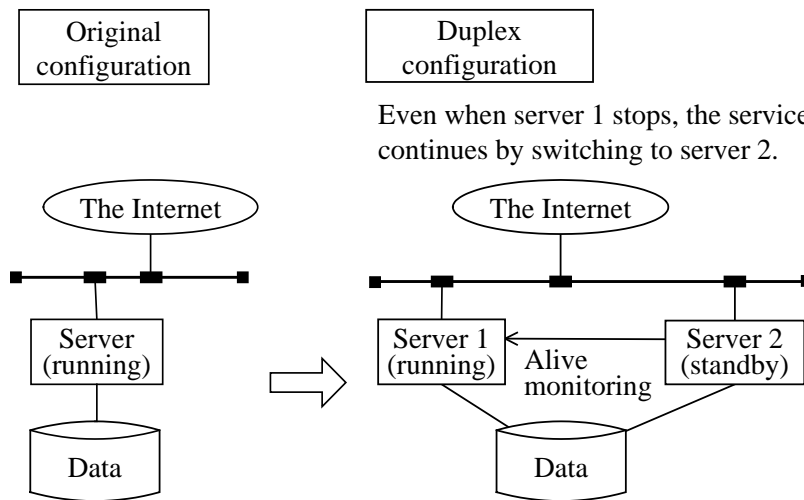 Original
configuration
Duplex
configuration
Even when server 1 stops, the service
continues by switching to server 2.
The Internet
The Internet
Server
(running)
Server 1
(running)
Alive
monitoring
Server 2
(standby)
Data
Data